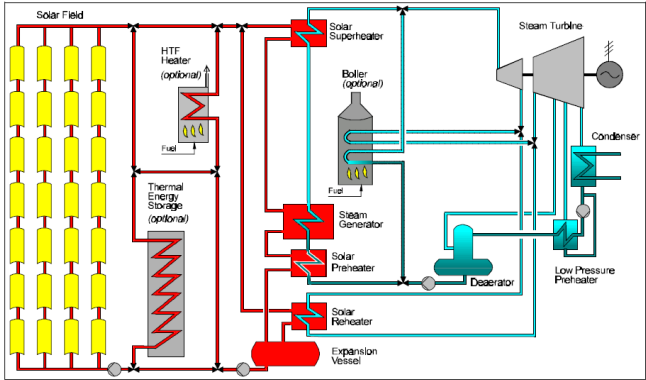 Solar Field
HTF
Heater
(optional)
Fuel
Thermal
Energy
Storage
(optional)
Solar
Superheater
Boiler
(optional)
Fuel
Steam
Generator
Solar
Preheater
Solar
Reheater
Expansion
Vessel
Steam Turbine
Condenser
Low Pressure
Preheater
Deaerator